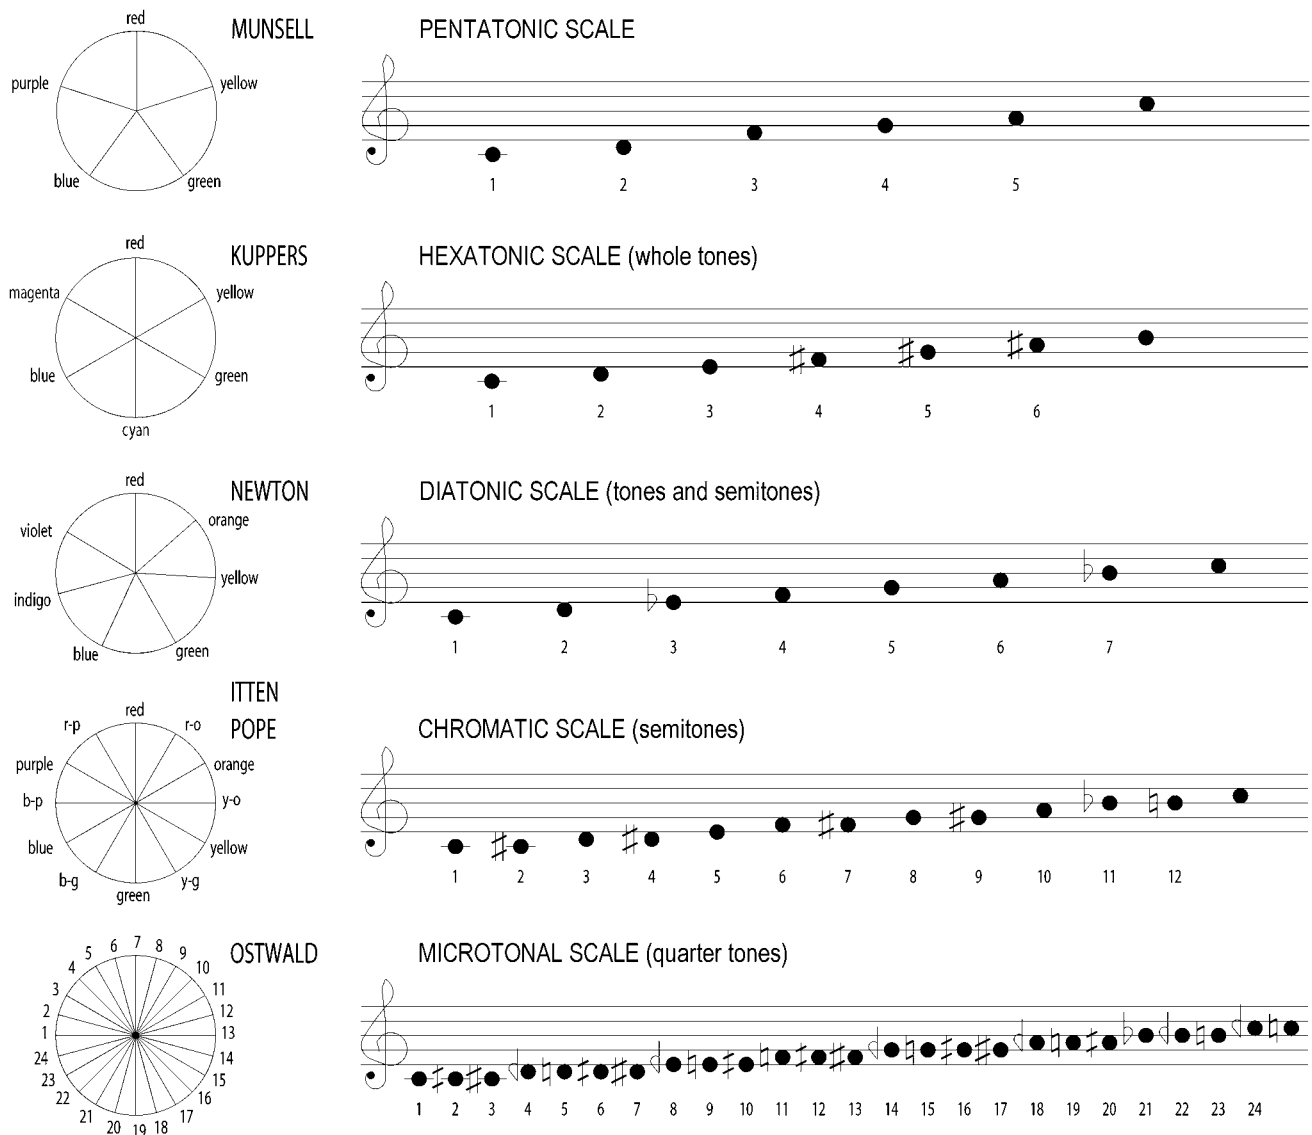 red
MUNSELL
PENTATONIC SCALE
purple
yellow
blue
green
1 2 3 4 5
red
KUPPERS
HEXATONIC SCALE (whole tones)
magenta
yellow
blue
green
cyan
1 2 3 4 5 6
red
NEWTON
DIATONIC SCALE (tones and semitones)
violet
orange
yellow
indigo
blue
green
1 2 3 4 5 6 7
ITTEN
POPE
red
r-p
r-o
CHROMATIC SCALE (semitones)
purple
orange
b-p
y-o
blue
yellow
b-g
y-g
green
1 2 3 4 5 6 7 8 9 10 11 12
OSTWALD
MICROTONAL SCALE (quarter tones)
1
2
3
4
5
6
7
8
9
10
11
12
13
14
15
16
17
18
19
20
21
22
23
24
1 2 3 4 5 6 7 8 9 10 11 12 13 14 15 16 17 18 19 20 21 22 23 24